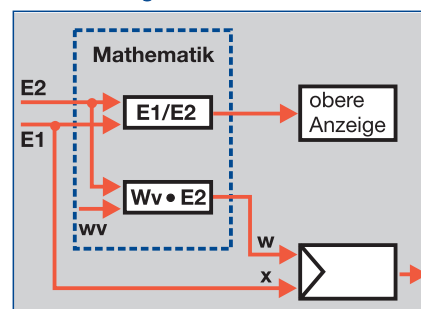 Mathematik
E2
E1
E1/E2
obere
Anzeige
Wv • E2
wv
w
x